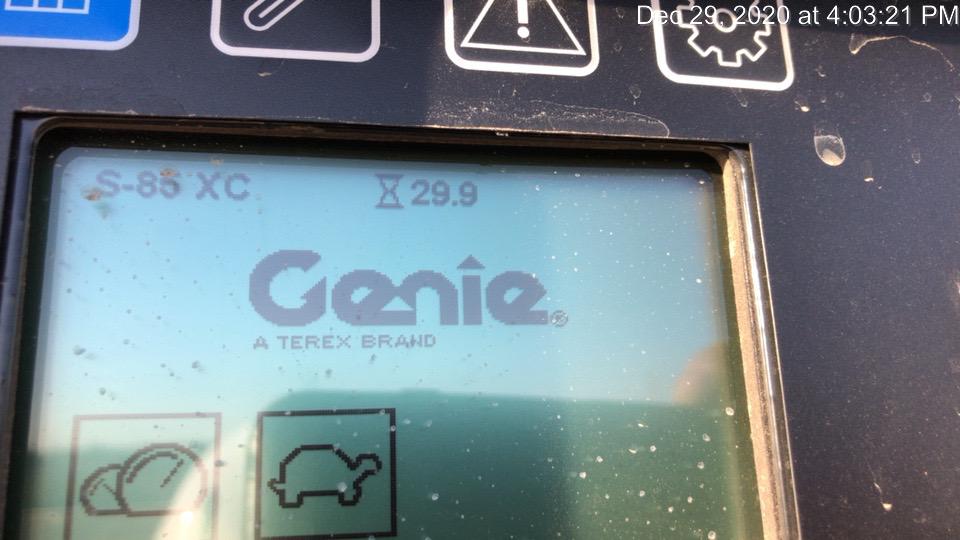 Dec 29, 2020 at 4:03:21 PM
S-85 XC
29.9
Genie®
A TEREX BRAND